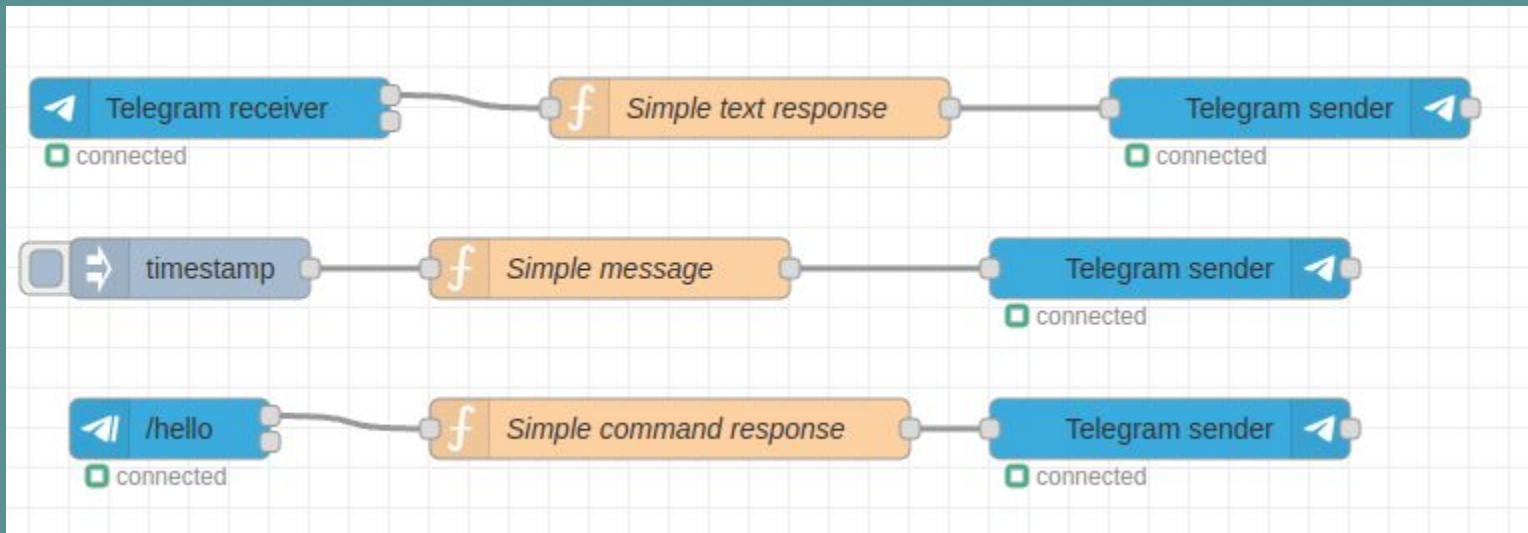 Telegram receiver
Simple text response
Telegram sender
connected
connected
timestamp
Simple message
Telegram sender
connected
/hello
Simple command response
Telegram sender
connected
connected